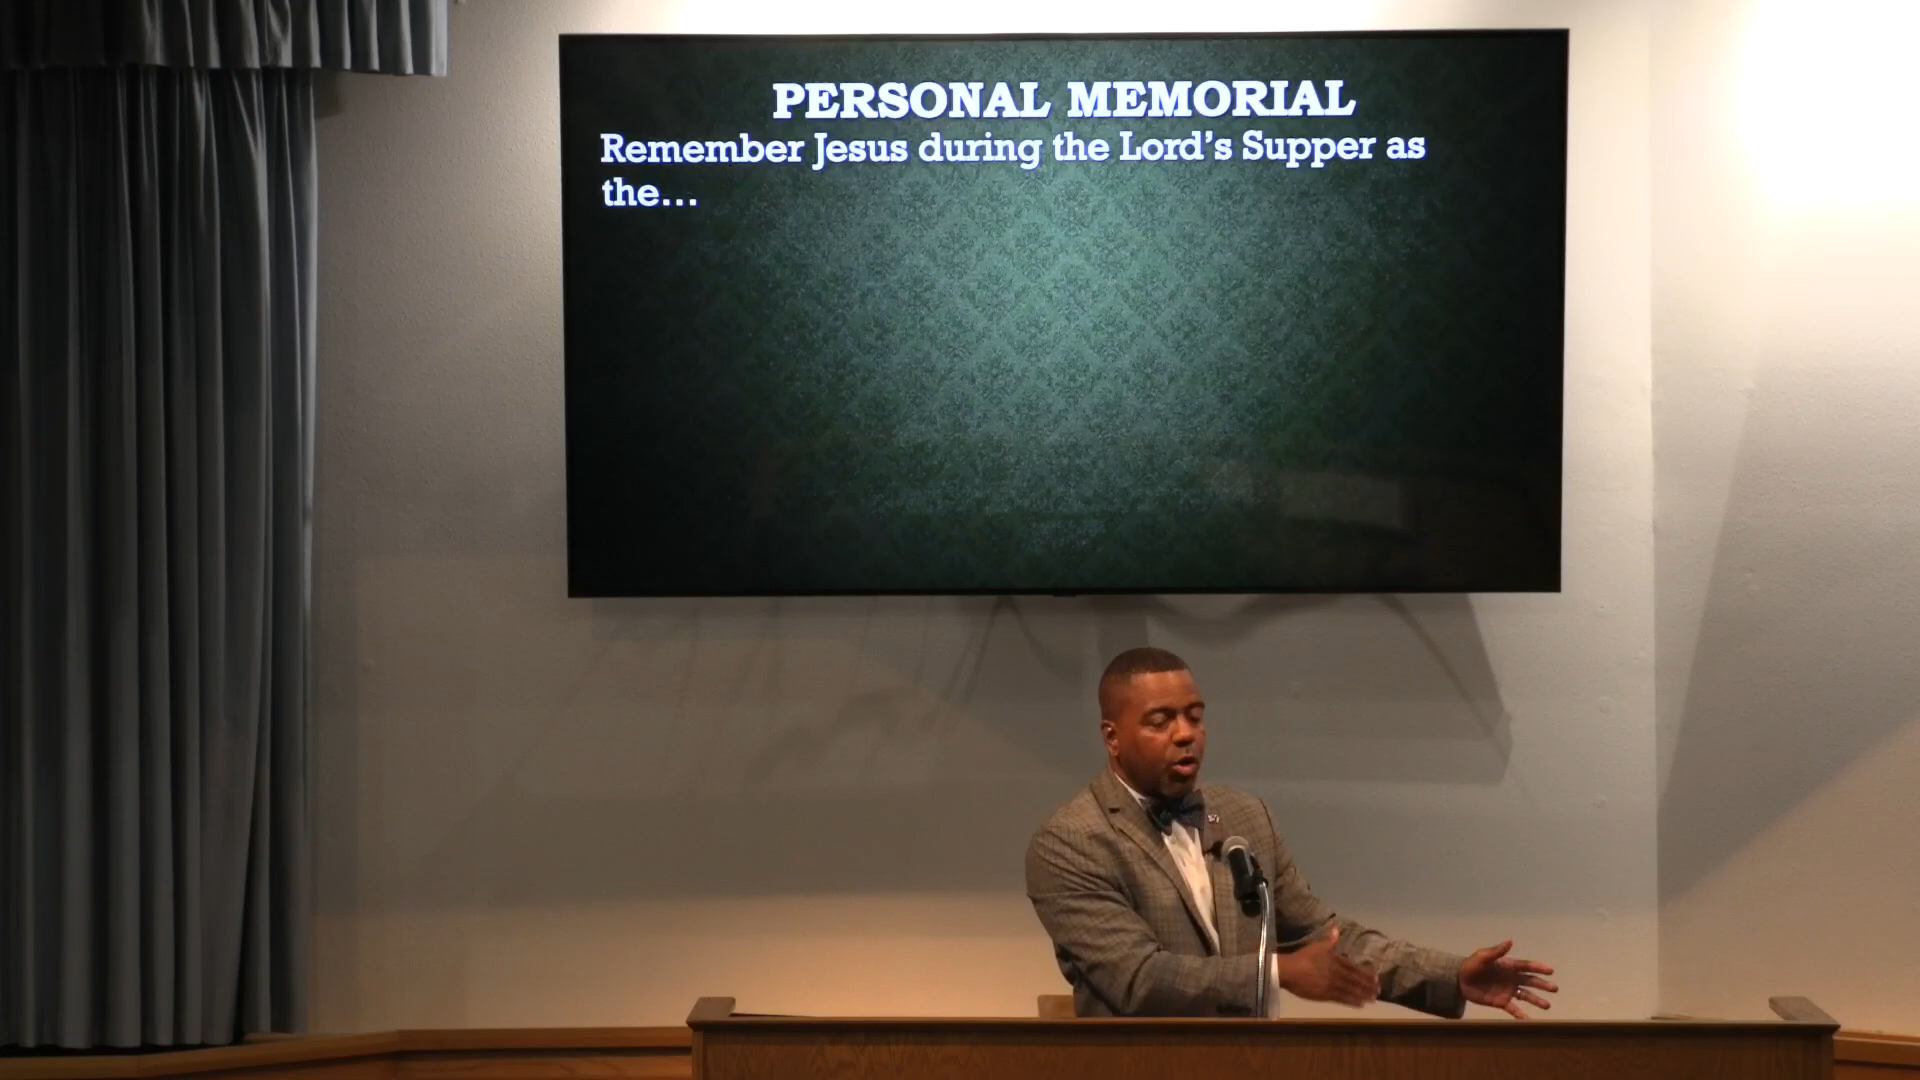 PERSONAL MEMORIAL
Remember Jesus during the Lord's Supper as
the...